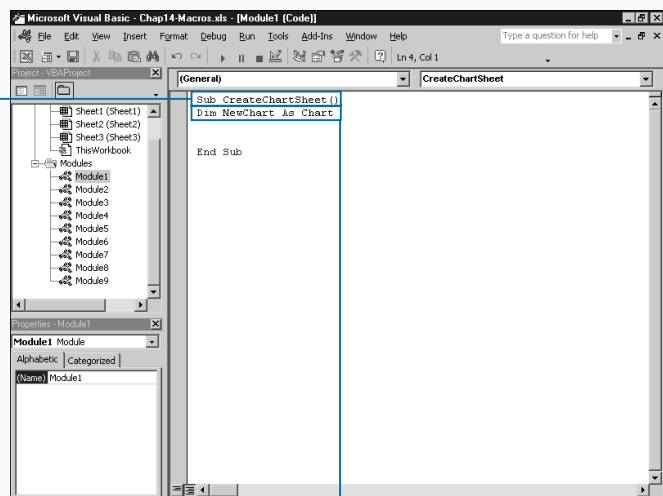 Microsoft Visual Basic - Chap14-Macros.xls - [Module1 (Code)]
File Edit View Insert Format Debug Run Tools Add-Ins Window Help
Type a question for help
Ln 4, Col 1
Project - VBAProject
(General)
CreateChartSheet
Sheet1 (Sheet1)
Sheet2 (Sheet2)
Sheet3 (Sheet3)
ThisWorkbook
Modules
Module1
Module2
Module3
Module4
Module5
Module6
Module7
Module8
Module9
Sub CreateChartSheet()
Dim NewChart As Chart
End Sub
Properties - Module1
Module1 Module
Alphabetic Categorized
(Name) Module1